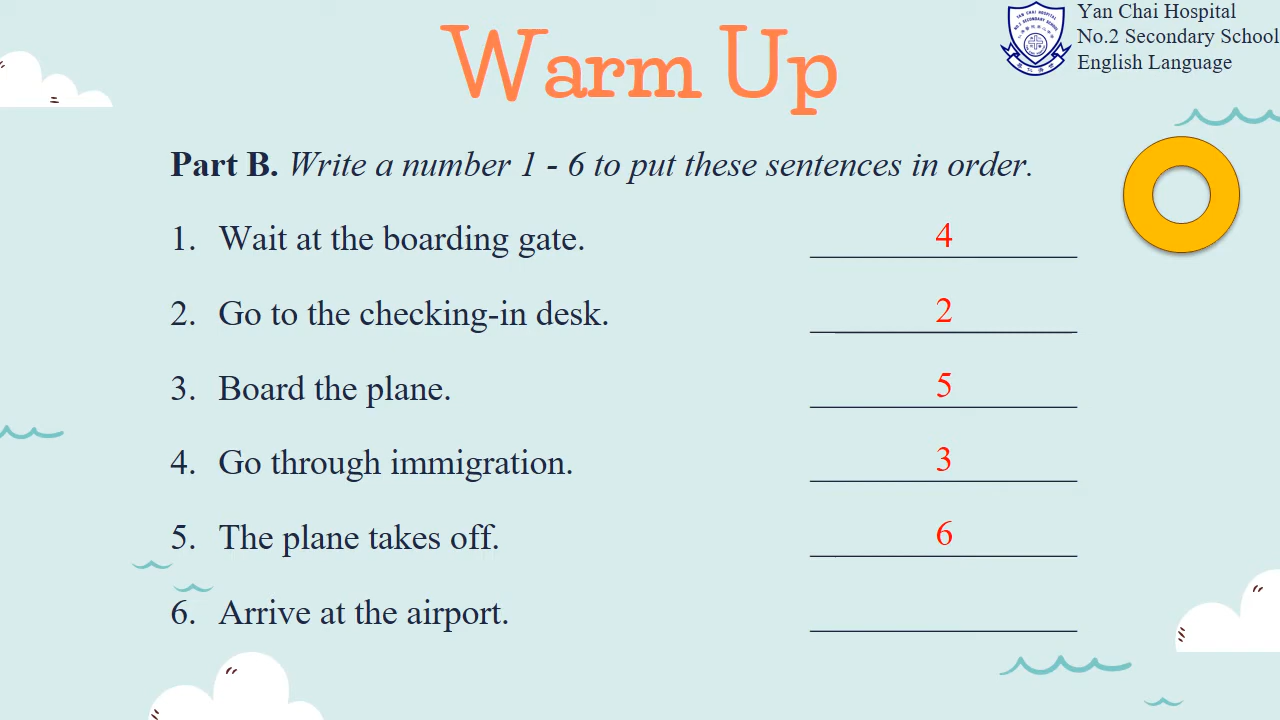 Warm Up
Yan Chai Hospital
No.2 Secondary School
English Language
Part B. Write a number 1 - 6 to put these sentences in order.
1. Wait at the boarding gate. 4
2. Go to the checking-in desk. 2
3. Board the plane. 5
4. Go through immigration. 3
5. The plane takes off. 6
6. Arrive at the airport.